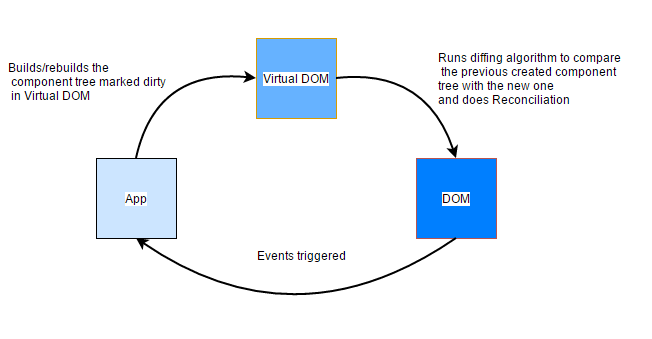 Builds/rebuilds the
component tree marked dirty
in Virtual DOM
Virtual DOM
Runs diffing algorithm to compare
the previous created component
tree with the new one
and does Reconciliation
App
DOM
Events triggered